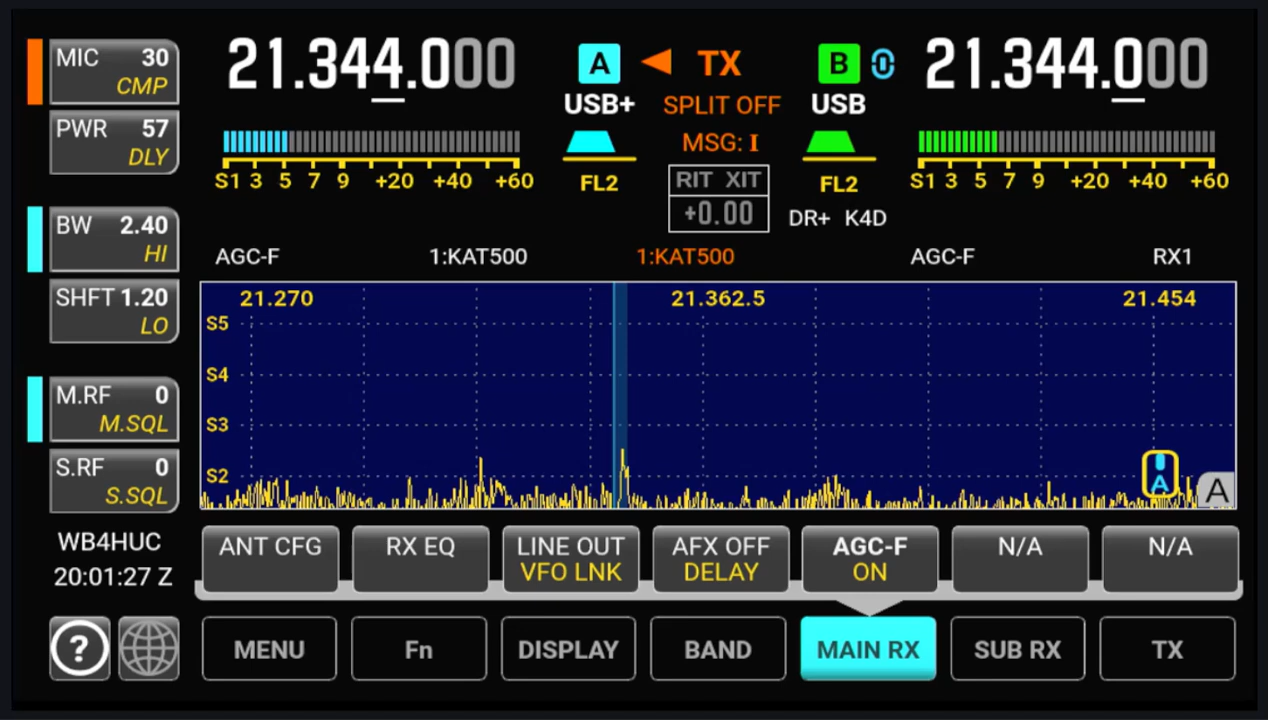 MIC 30
CMP
PWR 57
DLY
BW 2.40
HI
SHFT 1.20
LO
M.RF 0
M.SQL
S.RF 0
S.SQL
WB4HUC
20:01:27 Z
?
21.344.000
A
TX
B
21.344.000
USB+
SPLIT OFF
USB
MSG: I
S1 3 5 7 9 +20 +40 +60
FL2
RIT XIT
+0.00
FL2
S1 3 5 7 9 +20 +40 +60
DR+ K4D
AGC-F
1:KAT500
1:KAT500
AGC-F
RX1
21.270
21.362.5
21.454
S5
S4
S3
S2
A
A
ANT CFG
RX EQ
LINE OUT
VFO LNK
AFX OFF
DELAY
AGC-F
ON
N/A
N/A
MENU
Fn
DISPLAY
BAND
MAIN RX
SUB RX
TX